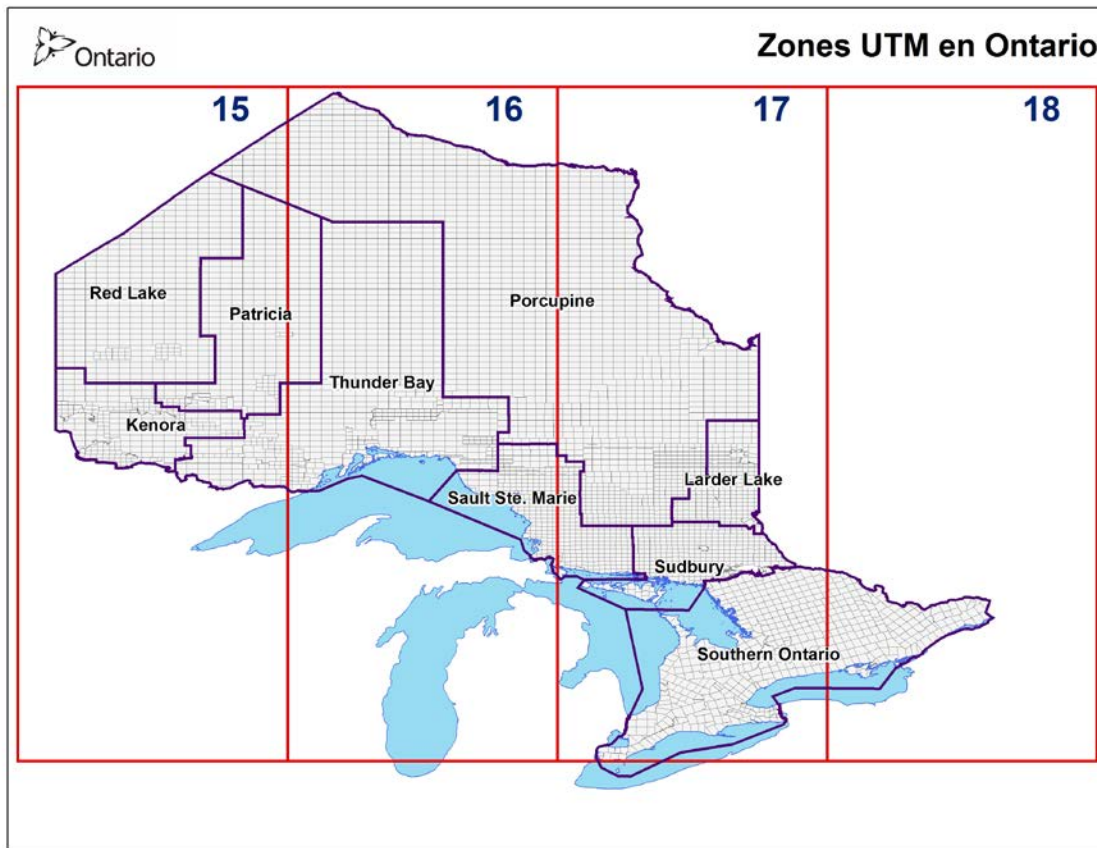 Ontario
Zones UTM en Ontario
15
16
17
18
Red Lake
Patricia
Porcupine
Thunder Bay
Kenora
Larder Lake
Sault Ste. Marie
Sudbury
Southern Ontario